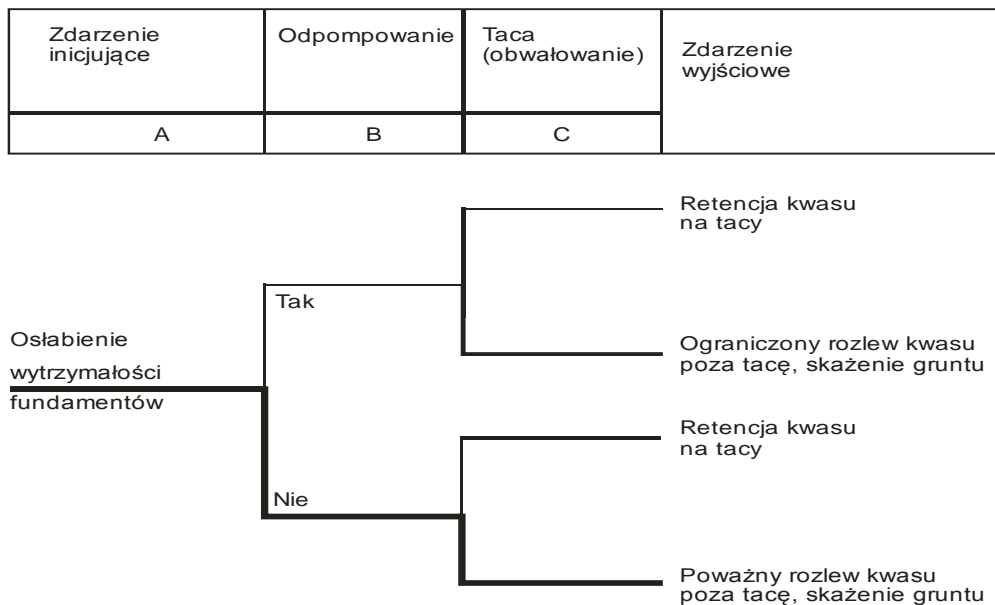 Zdarzenie
inicjujące
Odpompowanie
Taca
(obwałowanie)
Zdarzenie
wyjściowe
A
B
C
Retencja kwasu
na tacy
Tak
Osłabienie
wytrzymałości
fundamentów
Ograniczony rozlew kwasu
poza tacę, skażenie gruntu
Retencja kwasu
na tacy
Nie
Poważny rozlew kwasu
poza tacę, skażenie gruntu